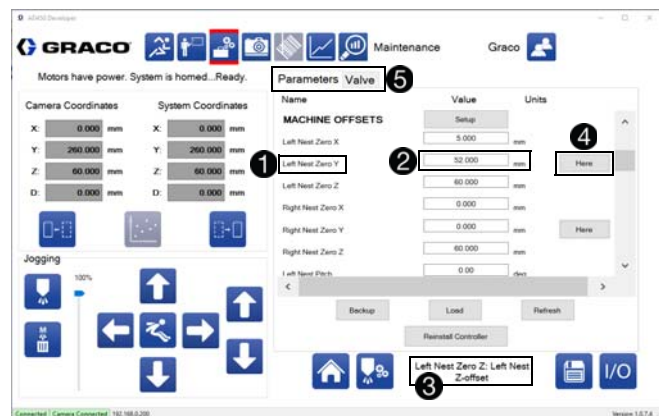 AD450 Developer
GRACO
Maintenance
Graco
Motors have power. System is homed...Ready.
Camera Coordinates
System Coordinates
X: 0.000 mm
X: 0.000 mm
Y: 260.000 mm
Y: 260.000 mm
Z: 60.000 mm
Z: 60.000 mm
D: 0.000 mm
D: 0.000 mm
Jogging
100%
M
Parameters Valve 5
Name Value Units
MACHINE OFFSETS Setup
Left Nest Zero X 5.000 mm
4
1 Left Nest Zero Y 2 52.000 mm Here
Left Nest Zero Z 60.000 mm
Right Nest Zero X 0.000 mm
Right Nest Zero Y 0.000 mm Here
Right Nest Zero Z 60.000 mm
Left Nest Pitch 0.00 deg
Backup Load Refresh
Reinstall Controller
Left Nest Zero Z: Left Nest
Z-offset
3
I/O
Connected Camera Connected 192.168.0.200
Version 1.0.7.4